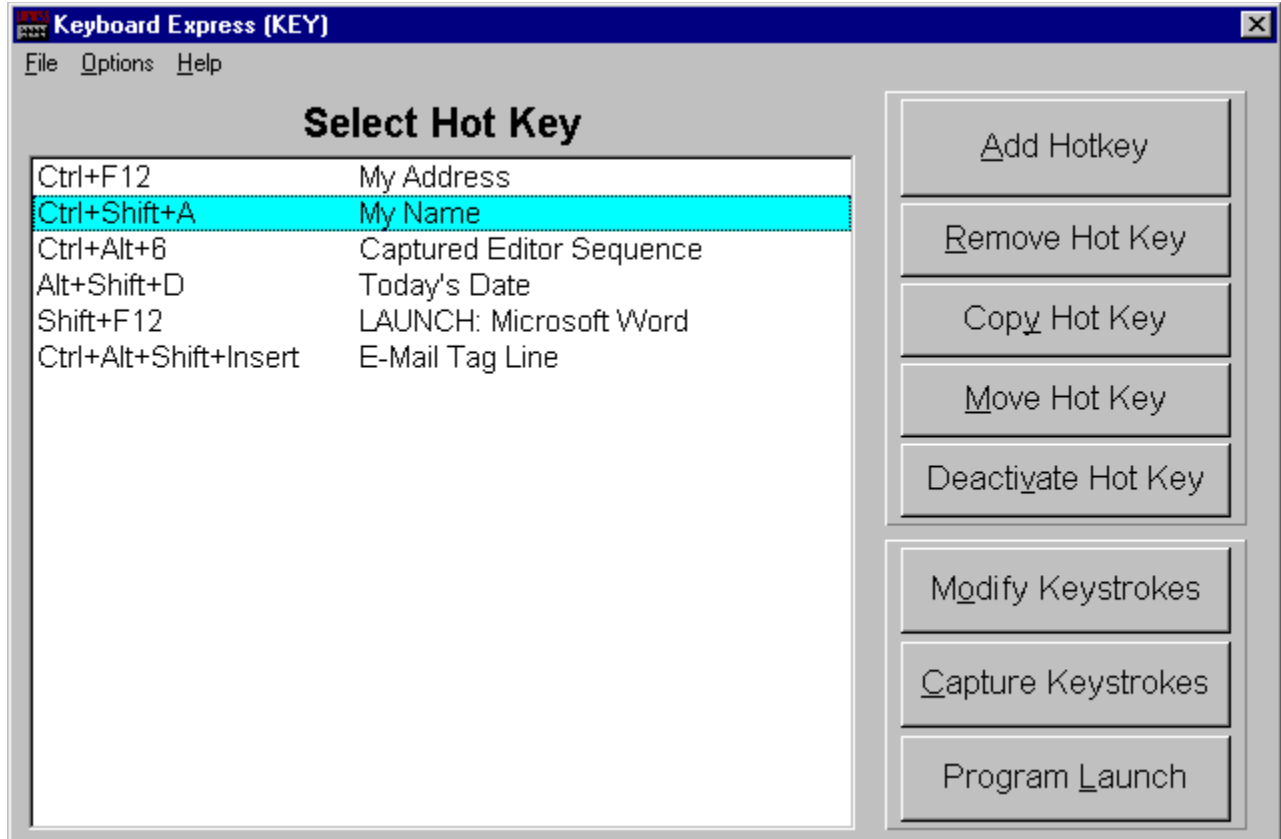 Keyboard Express (KEY)
File Options Help
Select Hot Key
Ctrl+F12 My Address
Ctrl+Shift+A My Name
Ctrl+Alt+6 Captured Editor Sequence
Alt+Shift+D Today's Date
Shift+F12 LAUNCH: Microsoft Word
Ctrl+Alt+Shift+Insert E-Mail Tag Line
Add Hotkey
Remove Hot Key
Copy Hot Key
Move Hot Key
Deactivate Hot Key
Modify Keystrokes
Capture Keystrokes
Program Launch